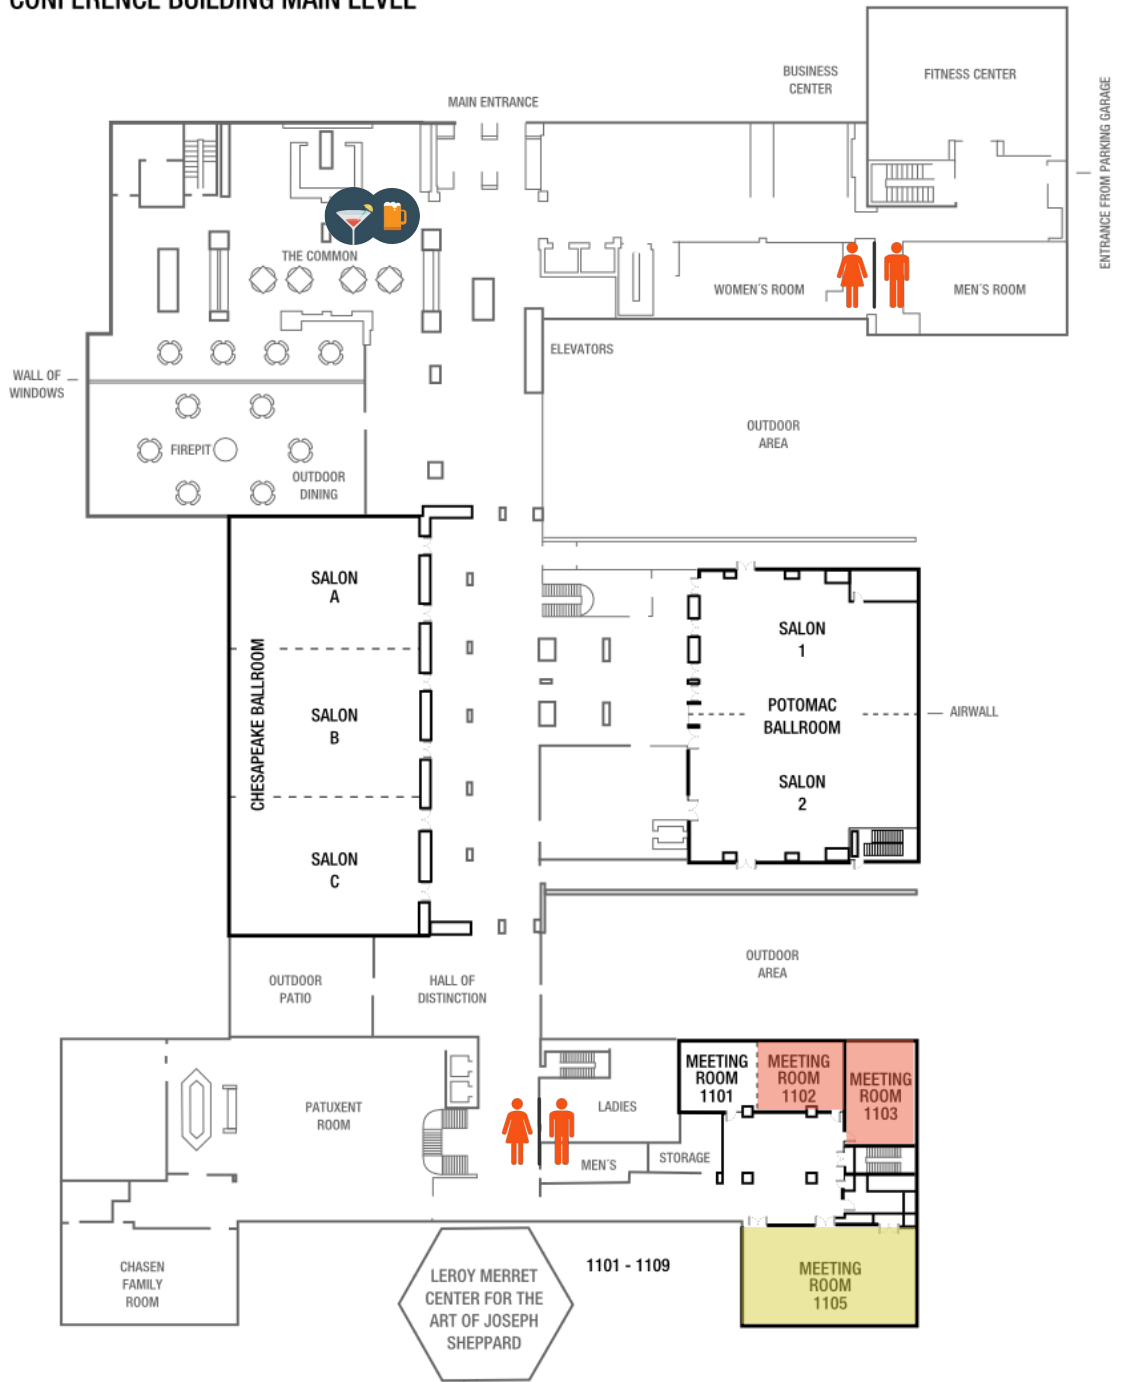 CONFERENCE BUILDING MAIN LEVEL
FITNESS CENTER
BUSINESS
CENTER
MAIN ENTRANCE
ENTRANCE FROM PARKING GARAGE
THE COMMON
WOMEN'S ROOM
MEN'S ROOM
ELEVATORS
WALL OF
WINDOWS
OUTDOOR
AREA
FIREPIT
OUTDOOR
DINING
SALON
A
SALON
1
CHESAPEAKE BALLROOM
SALON
B
POTOMAC
BALLROOM
AIRWALL
SALON
2
SALON
C
OUTDOOR
AREA
OUTDOOR
PATIO
HALL OF
DISTINCTION
MEETING
ROOM
1101
MEETING
ROOM
1102
MEETING
ROOM
1103
PATUXENT
ROOM
LADIES
MEN'S
STORAGE
CHASEN
FAMILY
ROOM
LEROY MERRET
CENTER FOR THE
ART OF JOSEPH
SHEPPARD
1101 - 1109
MEETING
ROOM
1105